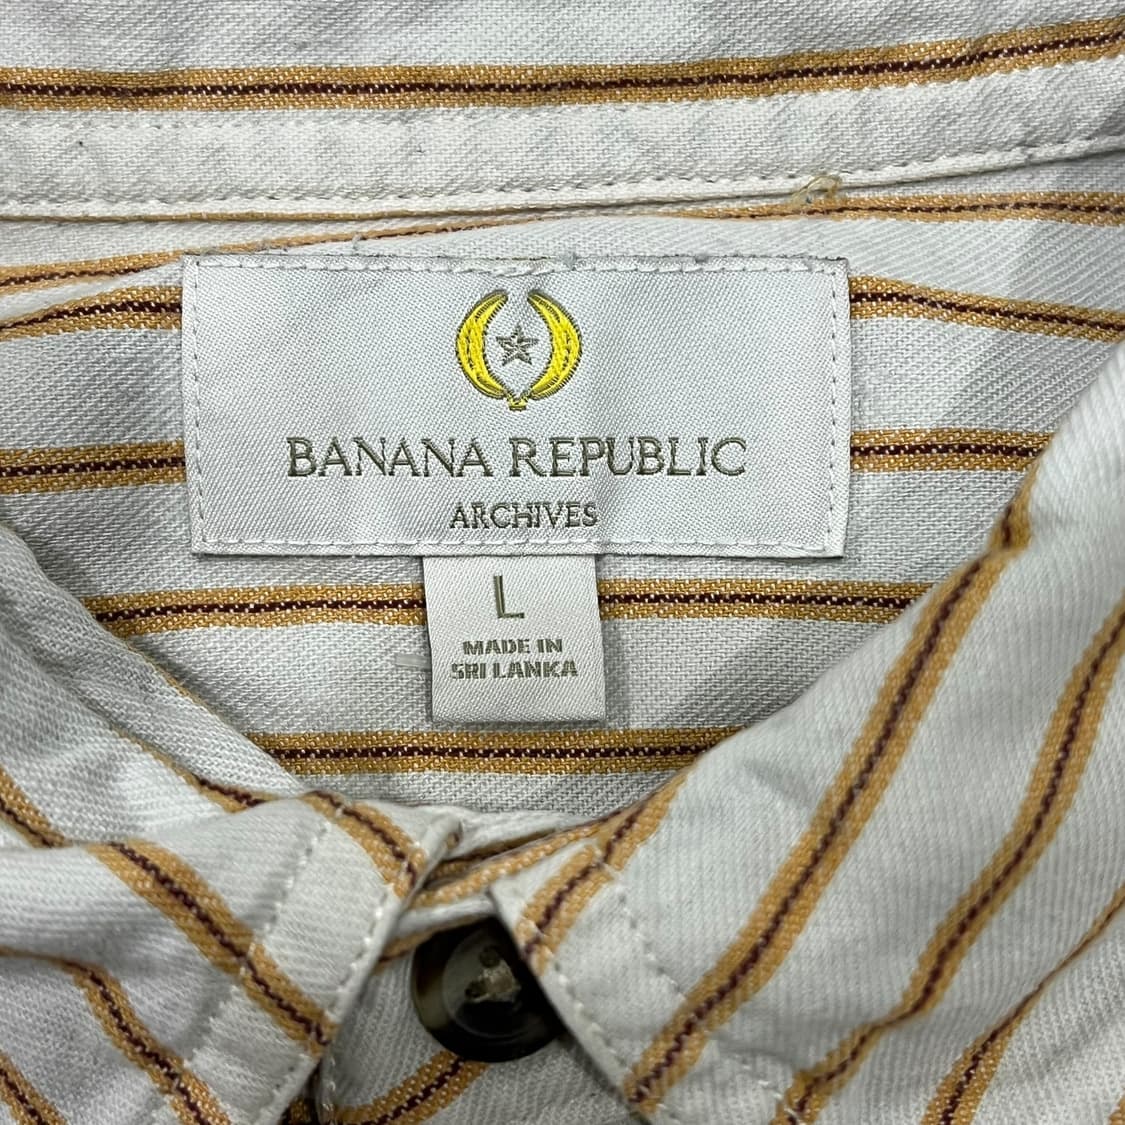 BANANA REPUBLIC
ARCHIVES
L
MADE IN
SRI LANKA